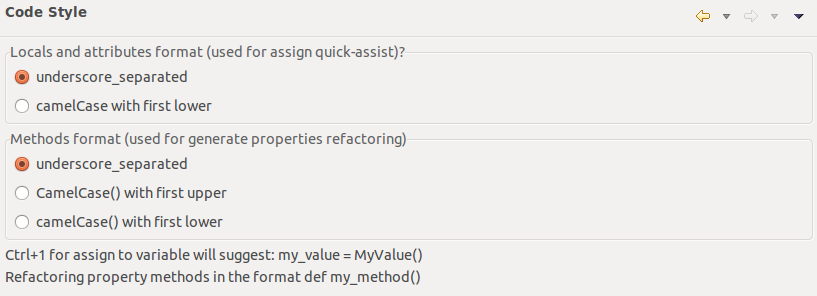 Code Style
Locals and attributes format (used for assign quick-assist)?
underscore_separated
camelCase with first lower
Methods format (used for generate properties refactoring)
underscore_separated
CamelCase() with first upper
camelCase() with first lower
Ctrl+1 for assign to variable will suggest: my_value = MyValue()
Refactoring property methods in the format def my_method()